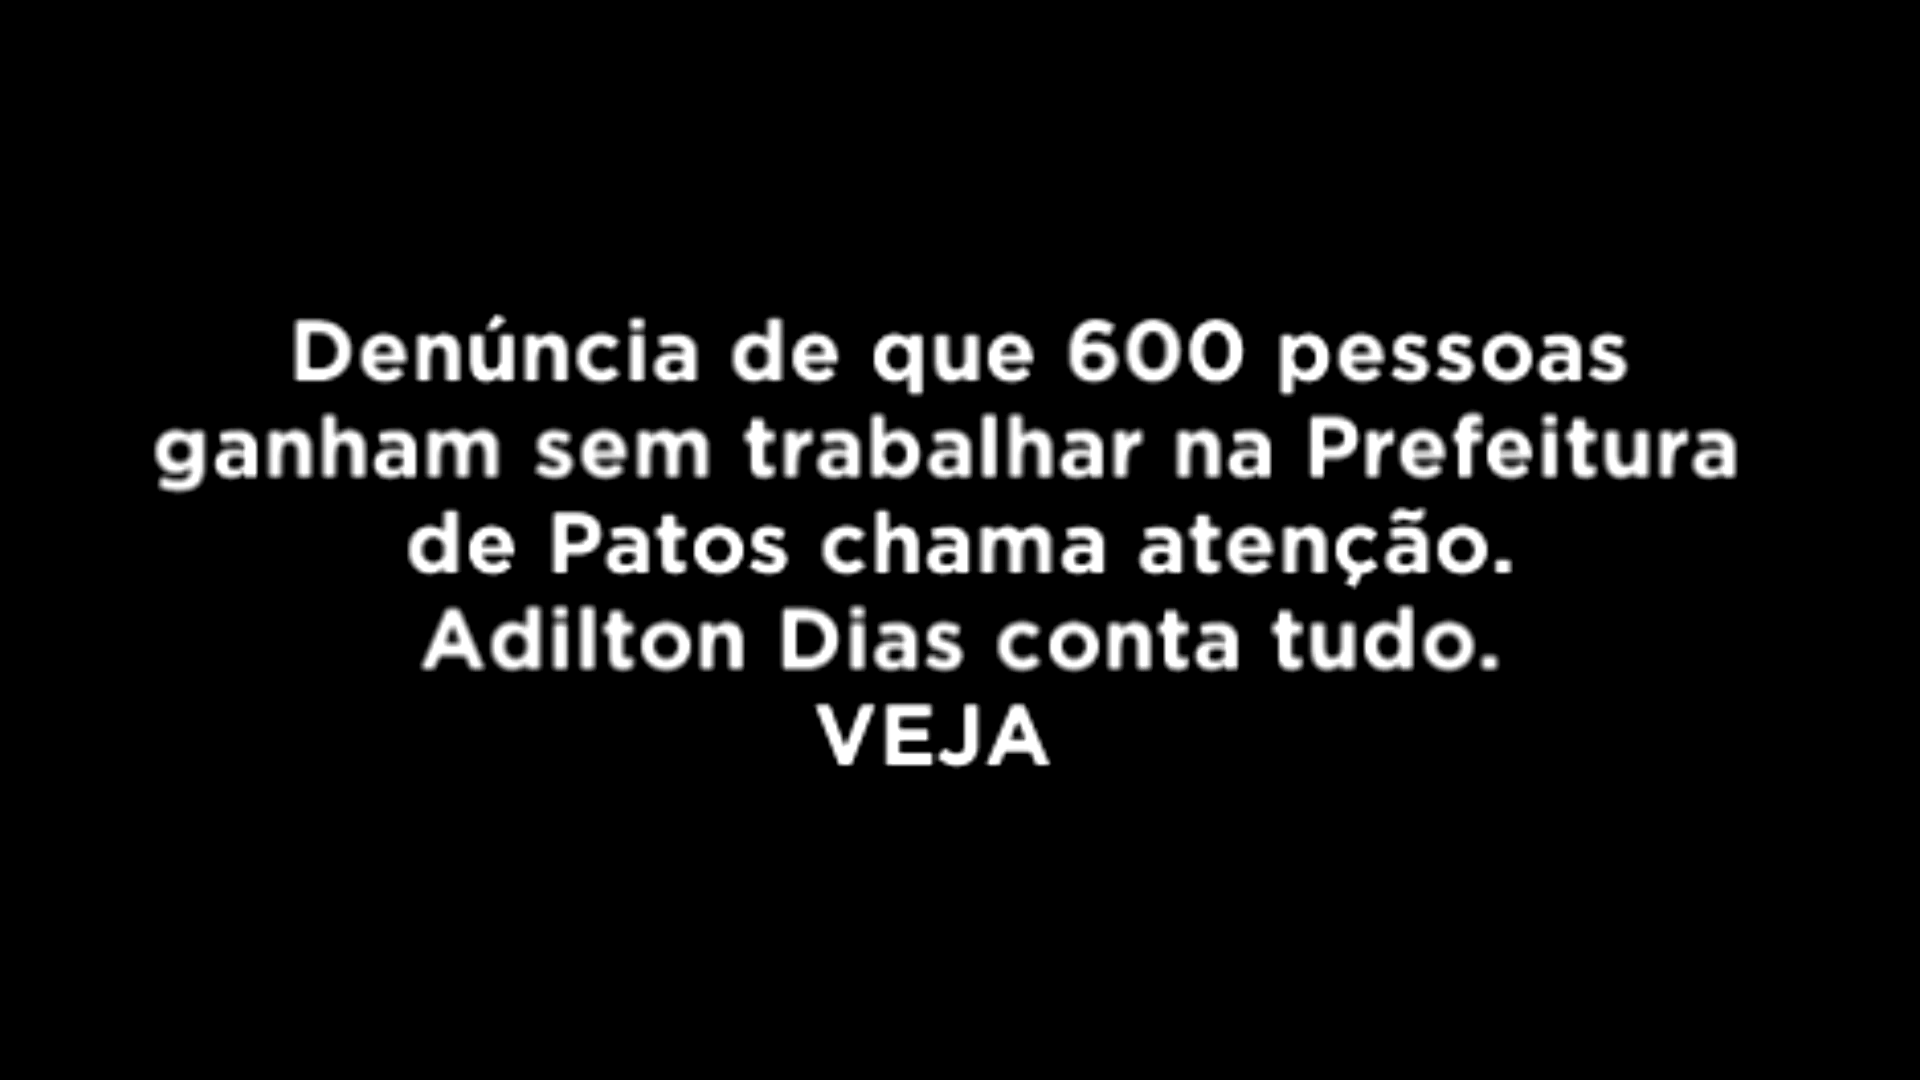 Denúncia de que 600 pessoas
ganham sem trabalhar na Prefeitura
de Patos chama atenção.
Adilton Dias conta tudo.
VEJA